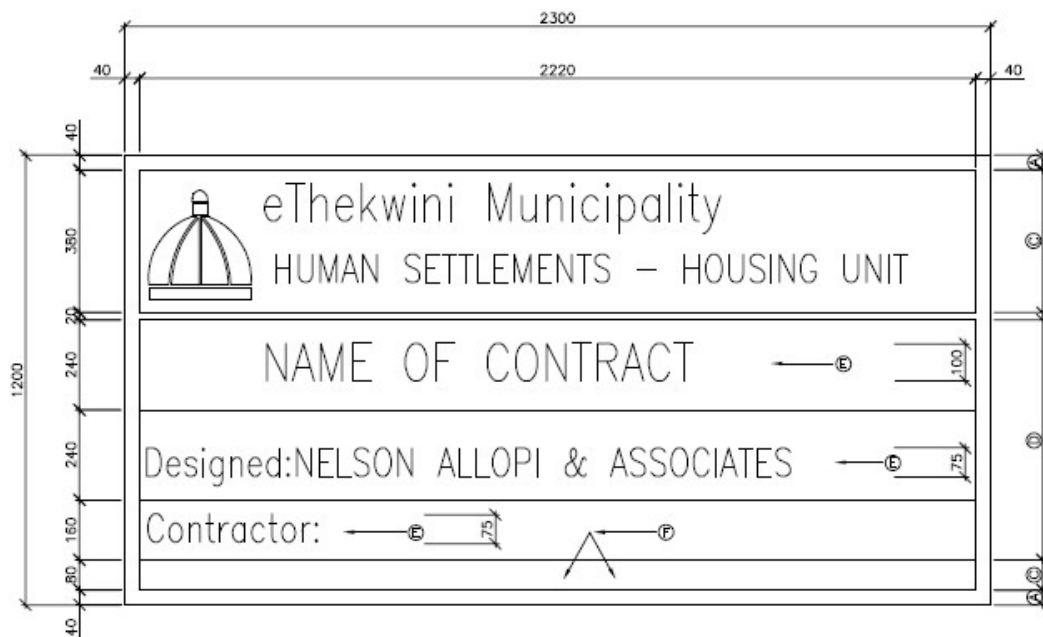 2300
40 2220 40
40
A
eThekwini Municipality
380
C
HUMAN SETTLEMENTS - HOUSING UNIT
20
1200
240
NAME OF CONTRACT
E
100
D
240
Designed:NELSON ALLOPI & ASSOCIATES
E
75
160
Contractor:
E
75
F
80
C
A
40